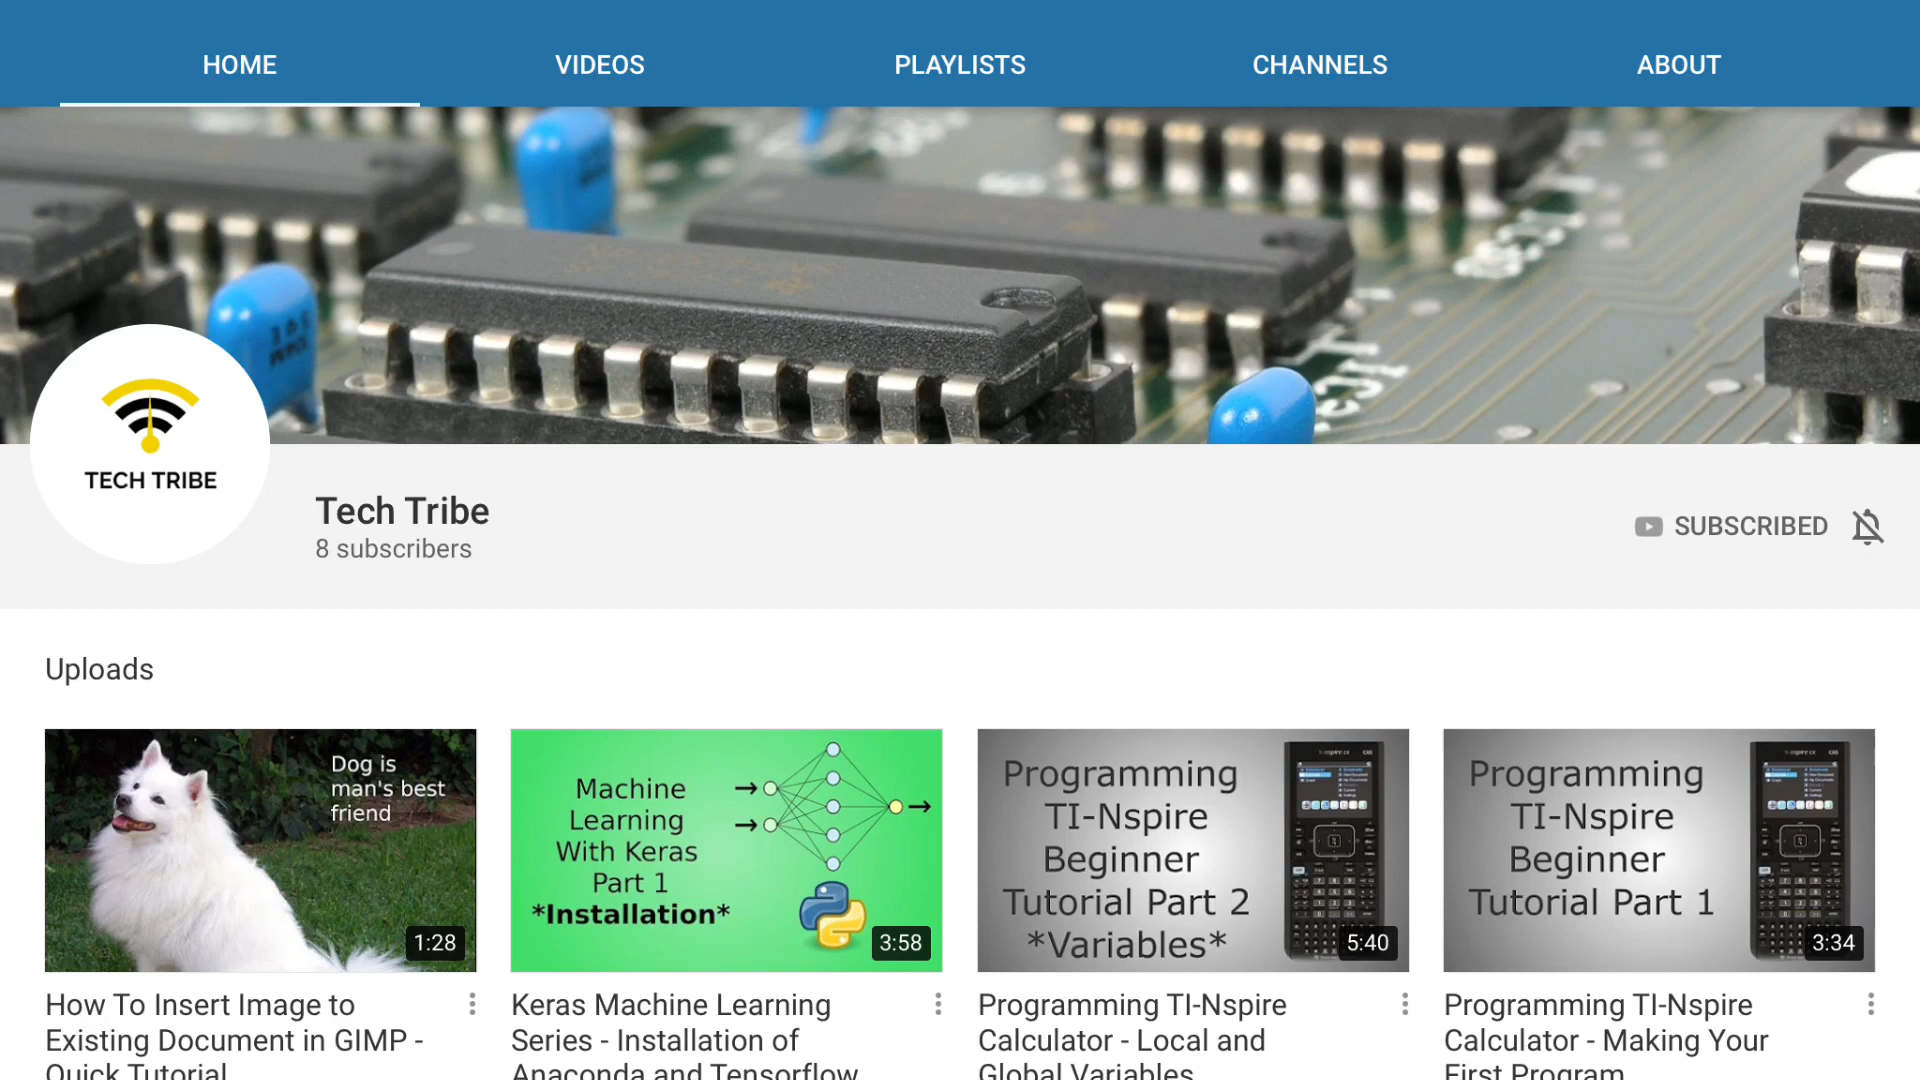 HOME VIDEOS PLAYLISTS CHANNELS ABOUT
TECH TRIBE
Tech Tribe
8 subscribers
SUBSCRIBED
Uploads
Dog is
man's best
friend
1:28
Machine
Learning
With Keras
Part 1
*Installation*
3:58
Programming
TI-Nspire
Beginner
Tutorial Part 2
*Variables*
5:40
Programming
TI-Nspire
Beginner
Tutorial Part 1
3:34
How To Insert Image to
Existing Document in GIMP -
Quick Tutorial
Keras Machine Learning
Series - Installation of
Anaconda and Tensorflow
Programming TI-Nspire
Calculator - Local and
Global Variables
Programming TI-Nspire
Calculator - Making Your
First Program